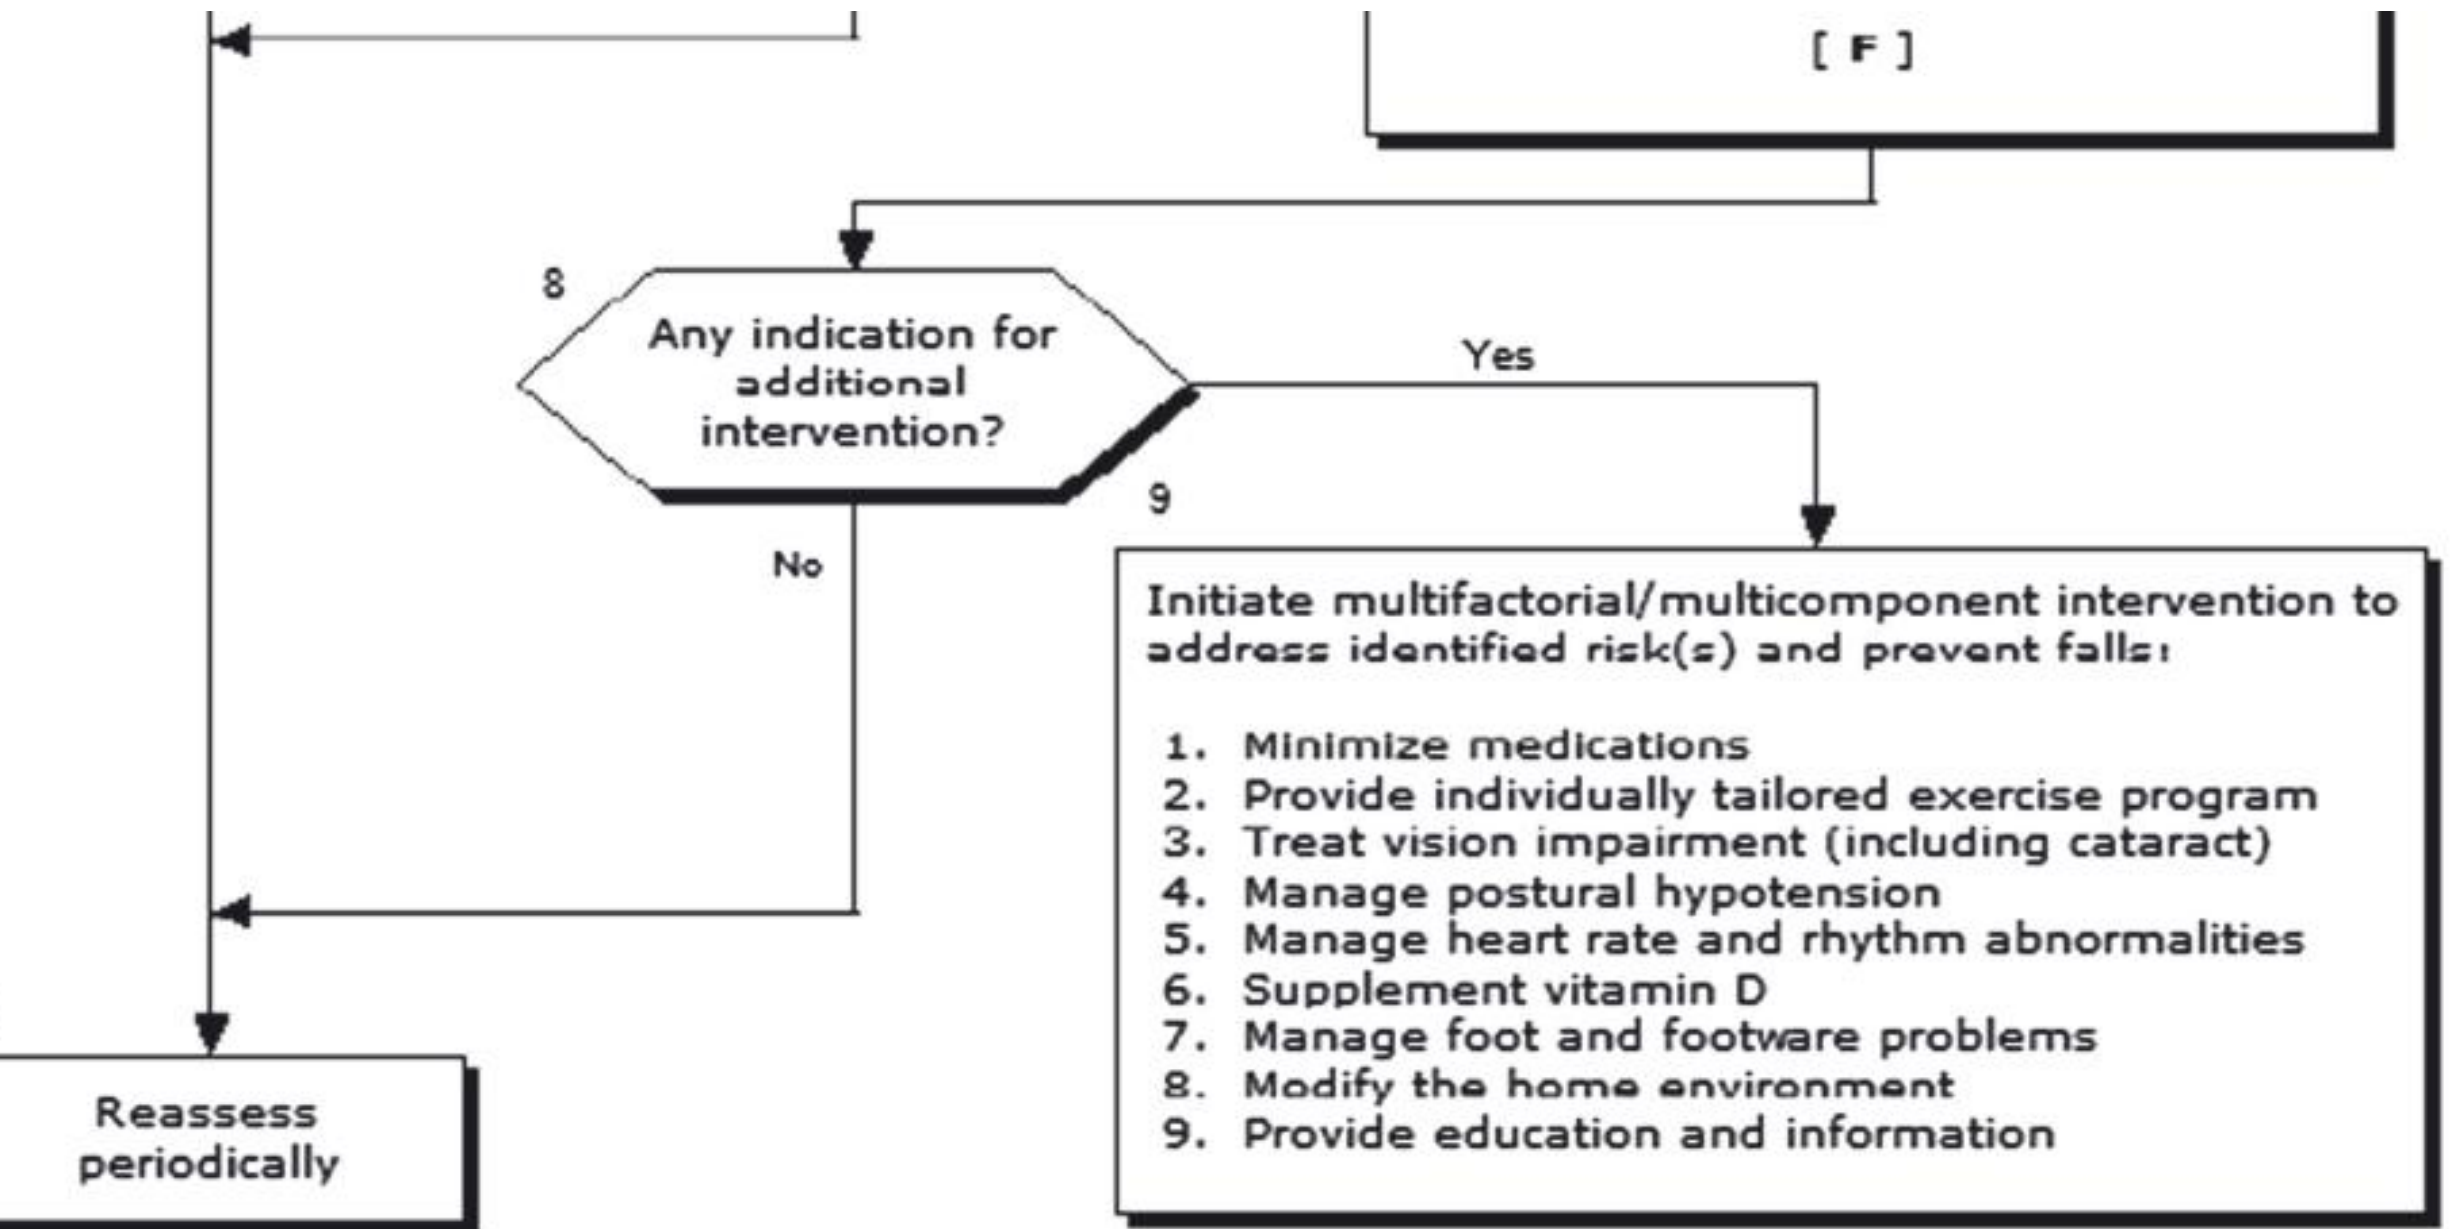 [ F ]
8
Any indication for
additional
intervention?
Yes
No
9
Initiate multifactorial/multicomponent intervention to
address identified risk(s) and prevent falls:
1. Minimize medications
2. Provide individually tailored exercise program
3. Treat vision impairment (including cataract)
4. Manage postural hypotension
5. Manage heart rate and rhythm abnormalities
6. Supplement vitamin D
7. Manage foot and footware problems
8. Modify the home environment
9. Provide education and information
Reassess
periodically